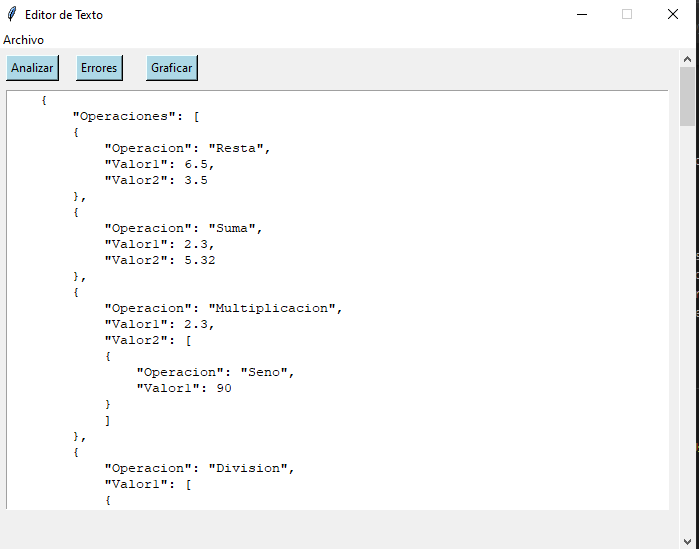 Editor de Texto
Archivo
Analizar Errores Graficar
{
"Operaciones": [
{
"Operacion": "Resta",
"Valor1": 6.5,
"Valor2": 3.5
},
{
"Operacion": "Suma",
"Valor1": 2.3,
"Valor2": 5.32
},
{
"Operacion": "Multiplicacion",
"Valor1": 2.3,
"Valor2": [
{
"Operacion": "Seno",
"Valor1": 90
}
]
},
{
"Operacion": "Division",
"Valor1": [
{